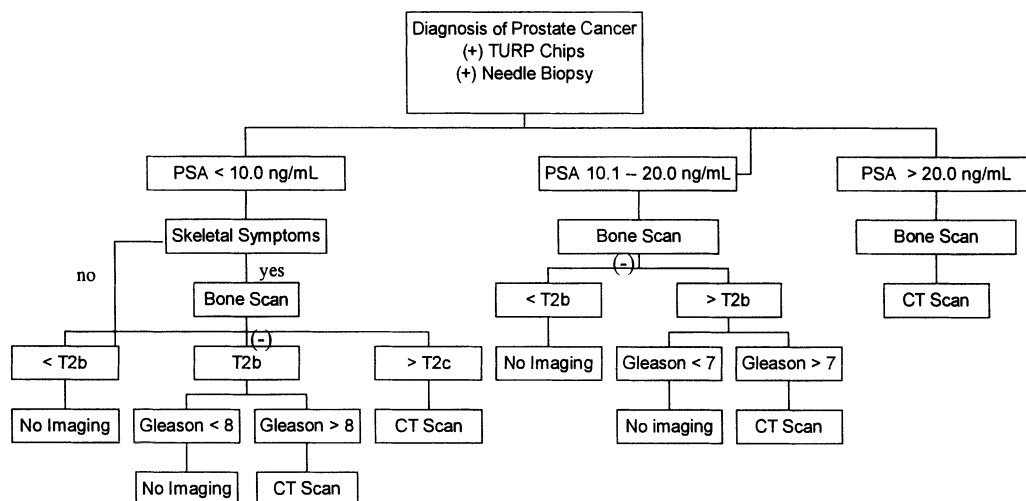 Diagnosis of Prostate Cancer
(+) TURP Chips
(+) Needle Biopsy
PSA < 10.0 ng/mL
PSA 10.1 – 20.0 ng/mL
PSA > 20.0 ng/mL
Skeletal Symptoms
Bone Scan
Bone Scan
no
yes
(-)
Bone Scan
< T2b
> T2b
CT Scan
(-)
< T2b
T2b
> T2c
No Imaging
Gleason < 7
Gleason > 7
No Imaging
Gleason < 8
Gleason > 8
CT Scan
No imaging
CT Scan
No Imaging
CT Scan